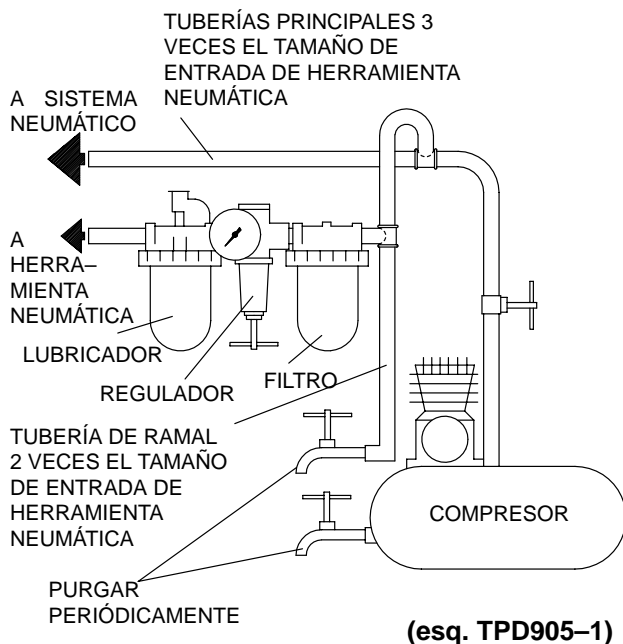 TUBERÍAS PRINCIPALES 3
VECES EL TAMAÑO DE
ENTRADA DE HERRAMIENTA
NEUMÁTICA
A SISTEMA
NEUMÁTICO
A
HERRA–
MIENTA
NEUMÁTICA
LUBRICADOR
REGULADOR
FILTRO
TUBERÍA DE RAMAL
2 VECES EL TAMAÑO
DE ENTRADA DE
HERRAMIENTA
NEUMÁTICA
COMPRESOR
PURGAR
PERIÓDICAMENTE
(esq. TPD905–1)